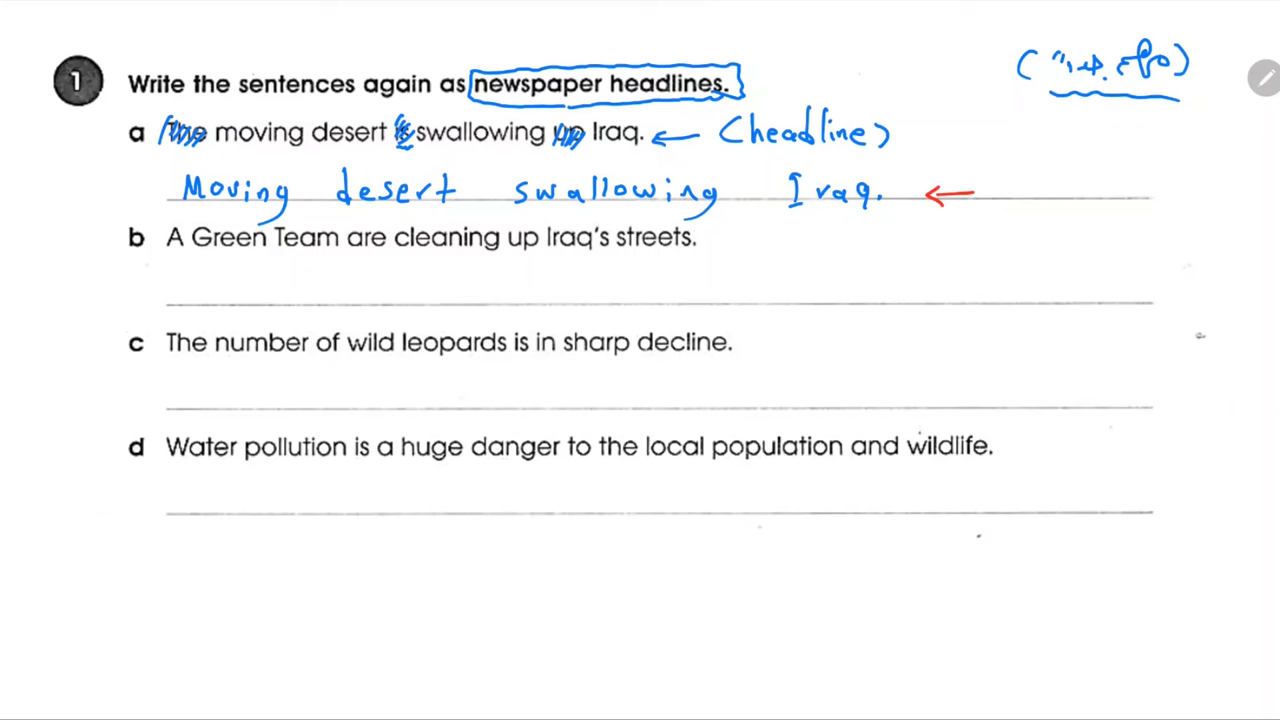 1 Write the sentences again as newspaper headlines.
a The moving desert is swallowing up Iraq. ← (headline)
Moving desert swallowing Iraq. ←
b A Green Team are cleaning up Iraq's streets.
c The number of wild leopards is in sharp decline.
d Water pollution is a huge danger to the local population and wildlife.